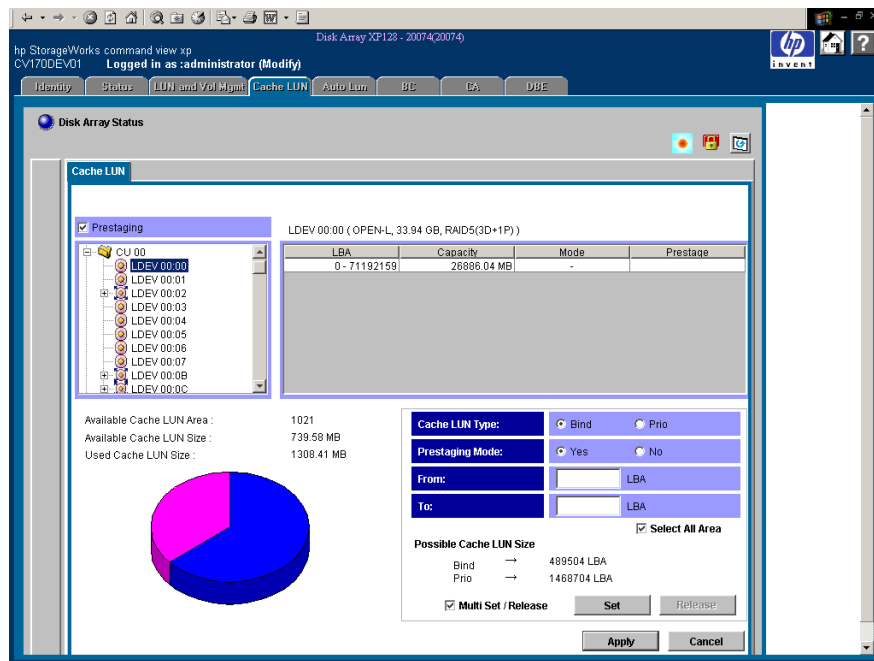 Disk Array XP128 - 20074(20074)
hp StorageWorks command view xp
CV170DEV01 Logged in as :administrator (Modify)
hp
invent
?
Identity Status LUN and Vol Mgmt Cache LUN Auto Lun BC CA DBE
Disk Array Status
Cache LUN
Prestaging
LDEV 00:00 ( OPEN-L, 33.94 GB, RAID5(3D+1P) )
CU 00
LDEV 00:00
LDEV 00:01
LDEV 00:02
LDEV 00:03
LDEV 00:04
LDEV 00:05
LDEV 00:06
LDEV 00:07
LDEV 00:0B
LDEV 00:0C
LBA Capacity Mode Prestage
0 - 71192159 26886.04 MB -
Available Cache LUN Area : 1021
Available Cache LUN Size : 739.58 MB
Used Cache LUN Size : 1308.41 MB
Cache LUN Type: Bind Prio
Prestaging Mode: Yes No
From: LBA
To: LBA
Select All Area
Possible Cache LUN Size
Bind → 489504 LBA
Prio → 1468704 LBA
Multi Set / Release Set Release
Apply Cancel